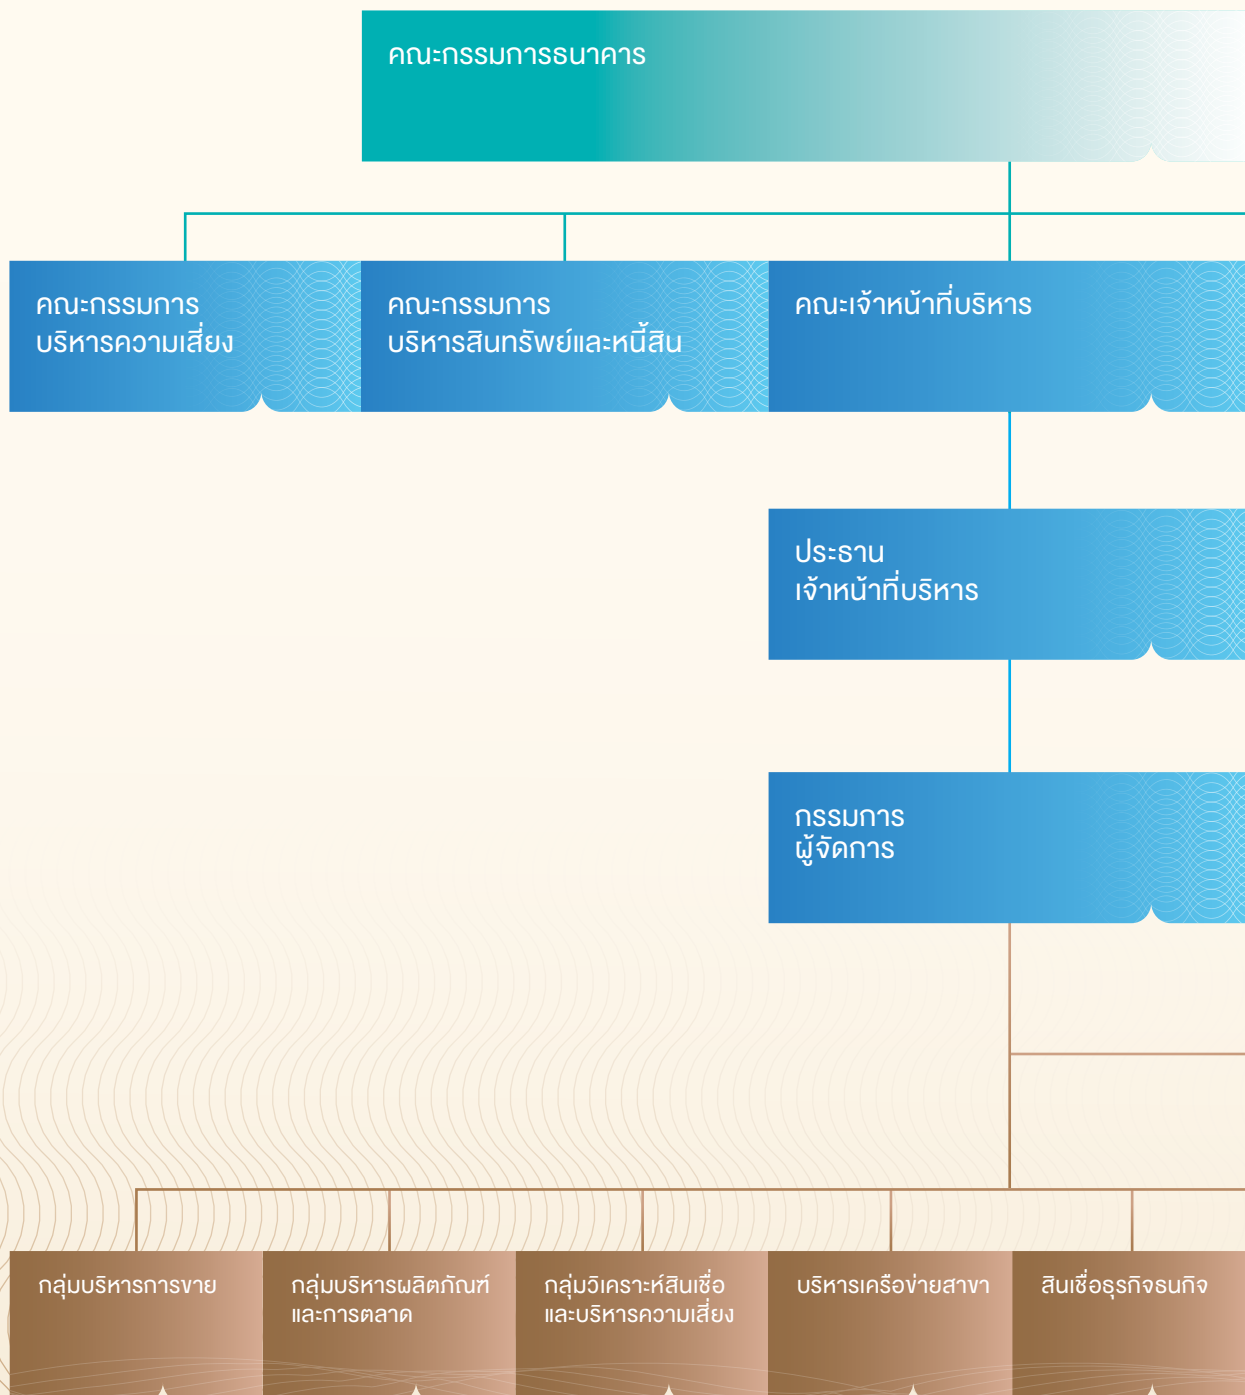 คณะกรรมการธนาคาร
คณะกรรมการ
บริหารความเสี่ยง
คณะกรรมการ
บริหารสินทรัพย์และหนี้สิน
คณะเจ้าหน้าที่บริหาร
ประธาน
เจ้าหน้าที่บริหาร
กรรมการ
ผู้จัดการ
กลุ่มบริหารการขาย
กลุ่มบริหารผลิตภัณฑ์
และการตลาด
กลุ่มวิเคราะห์สินเชื่อ
และบริหารความเสี่ยง
บริหารเครือข่ายสาขา
สินเชื่อธุรกิจธนกิจ